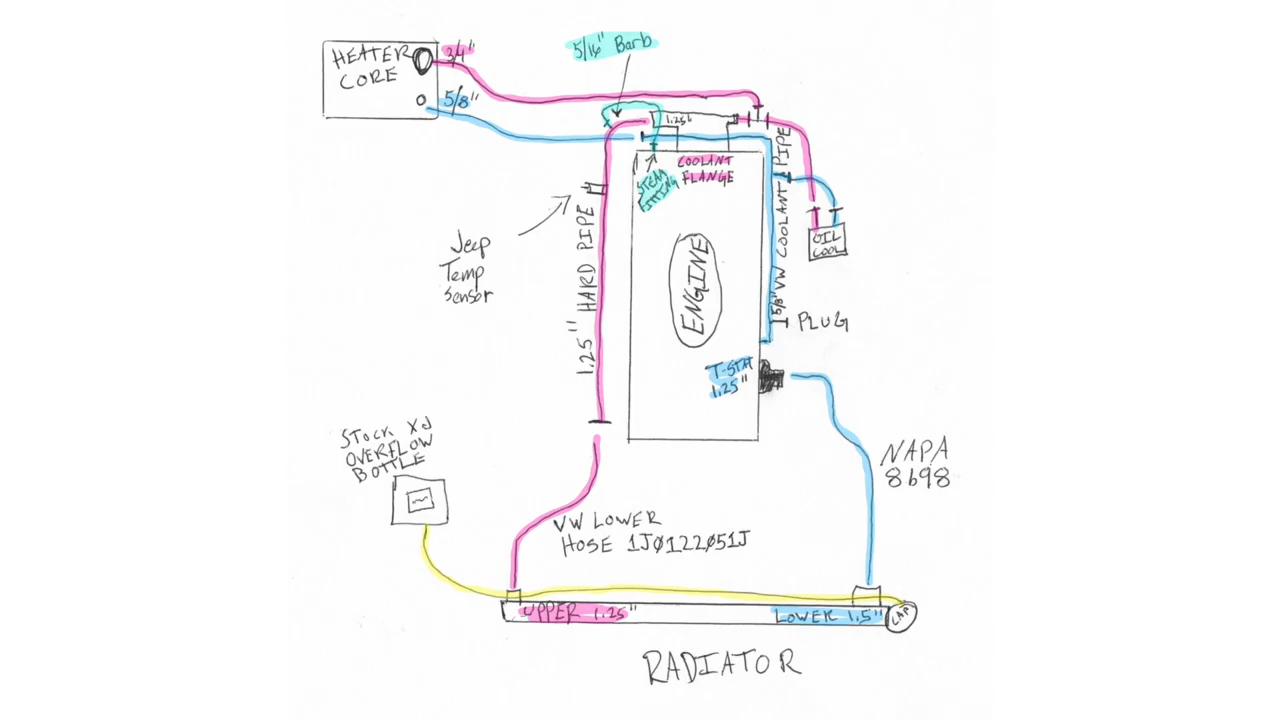 HEATER
CORE
3/4"
5/8"
5/16" Barb
1.25"
COOLANT
FLANGE
STEAM
FITTING
5/8" VW COOLANT PIPE
OIL
COOL
Jeep
Temp
Sensor
1.25" HARD PIPE
ENGINE
PLUG
T-STAT
1.25"
STOCK XJ
OVERFLOW
BOTTLE
NAPA
8698
VW LOWER
HOSE 1J0122051J
UPPER 1.25"
LOWER 1.5"
CAP
RADIATOR